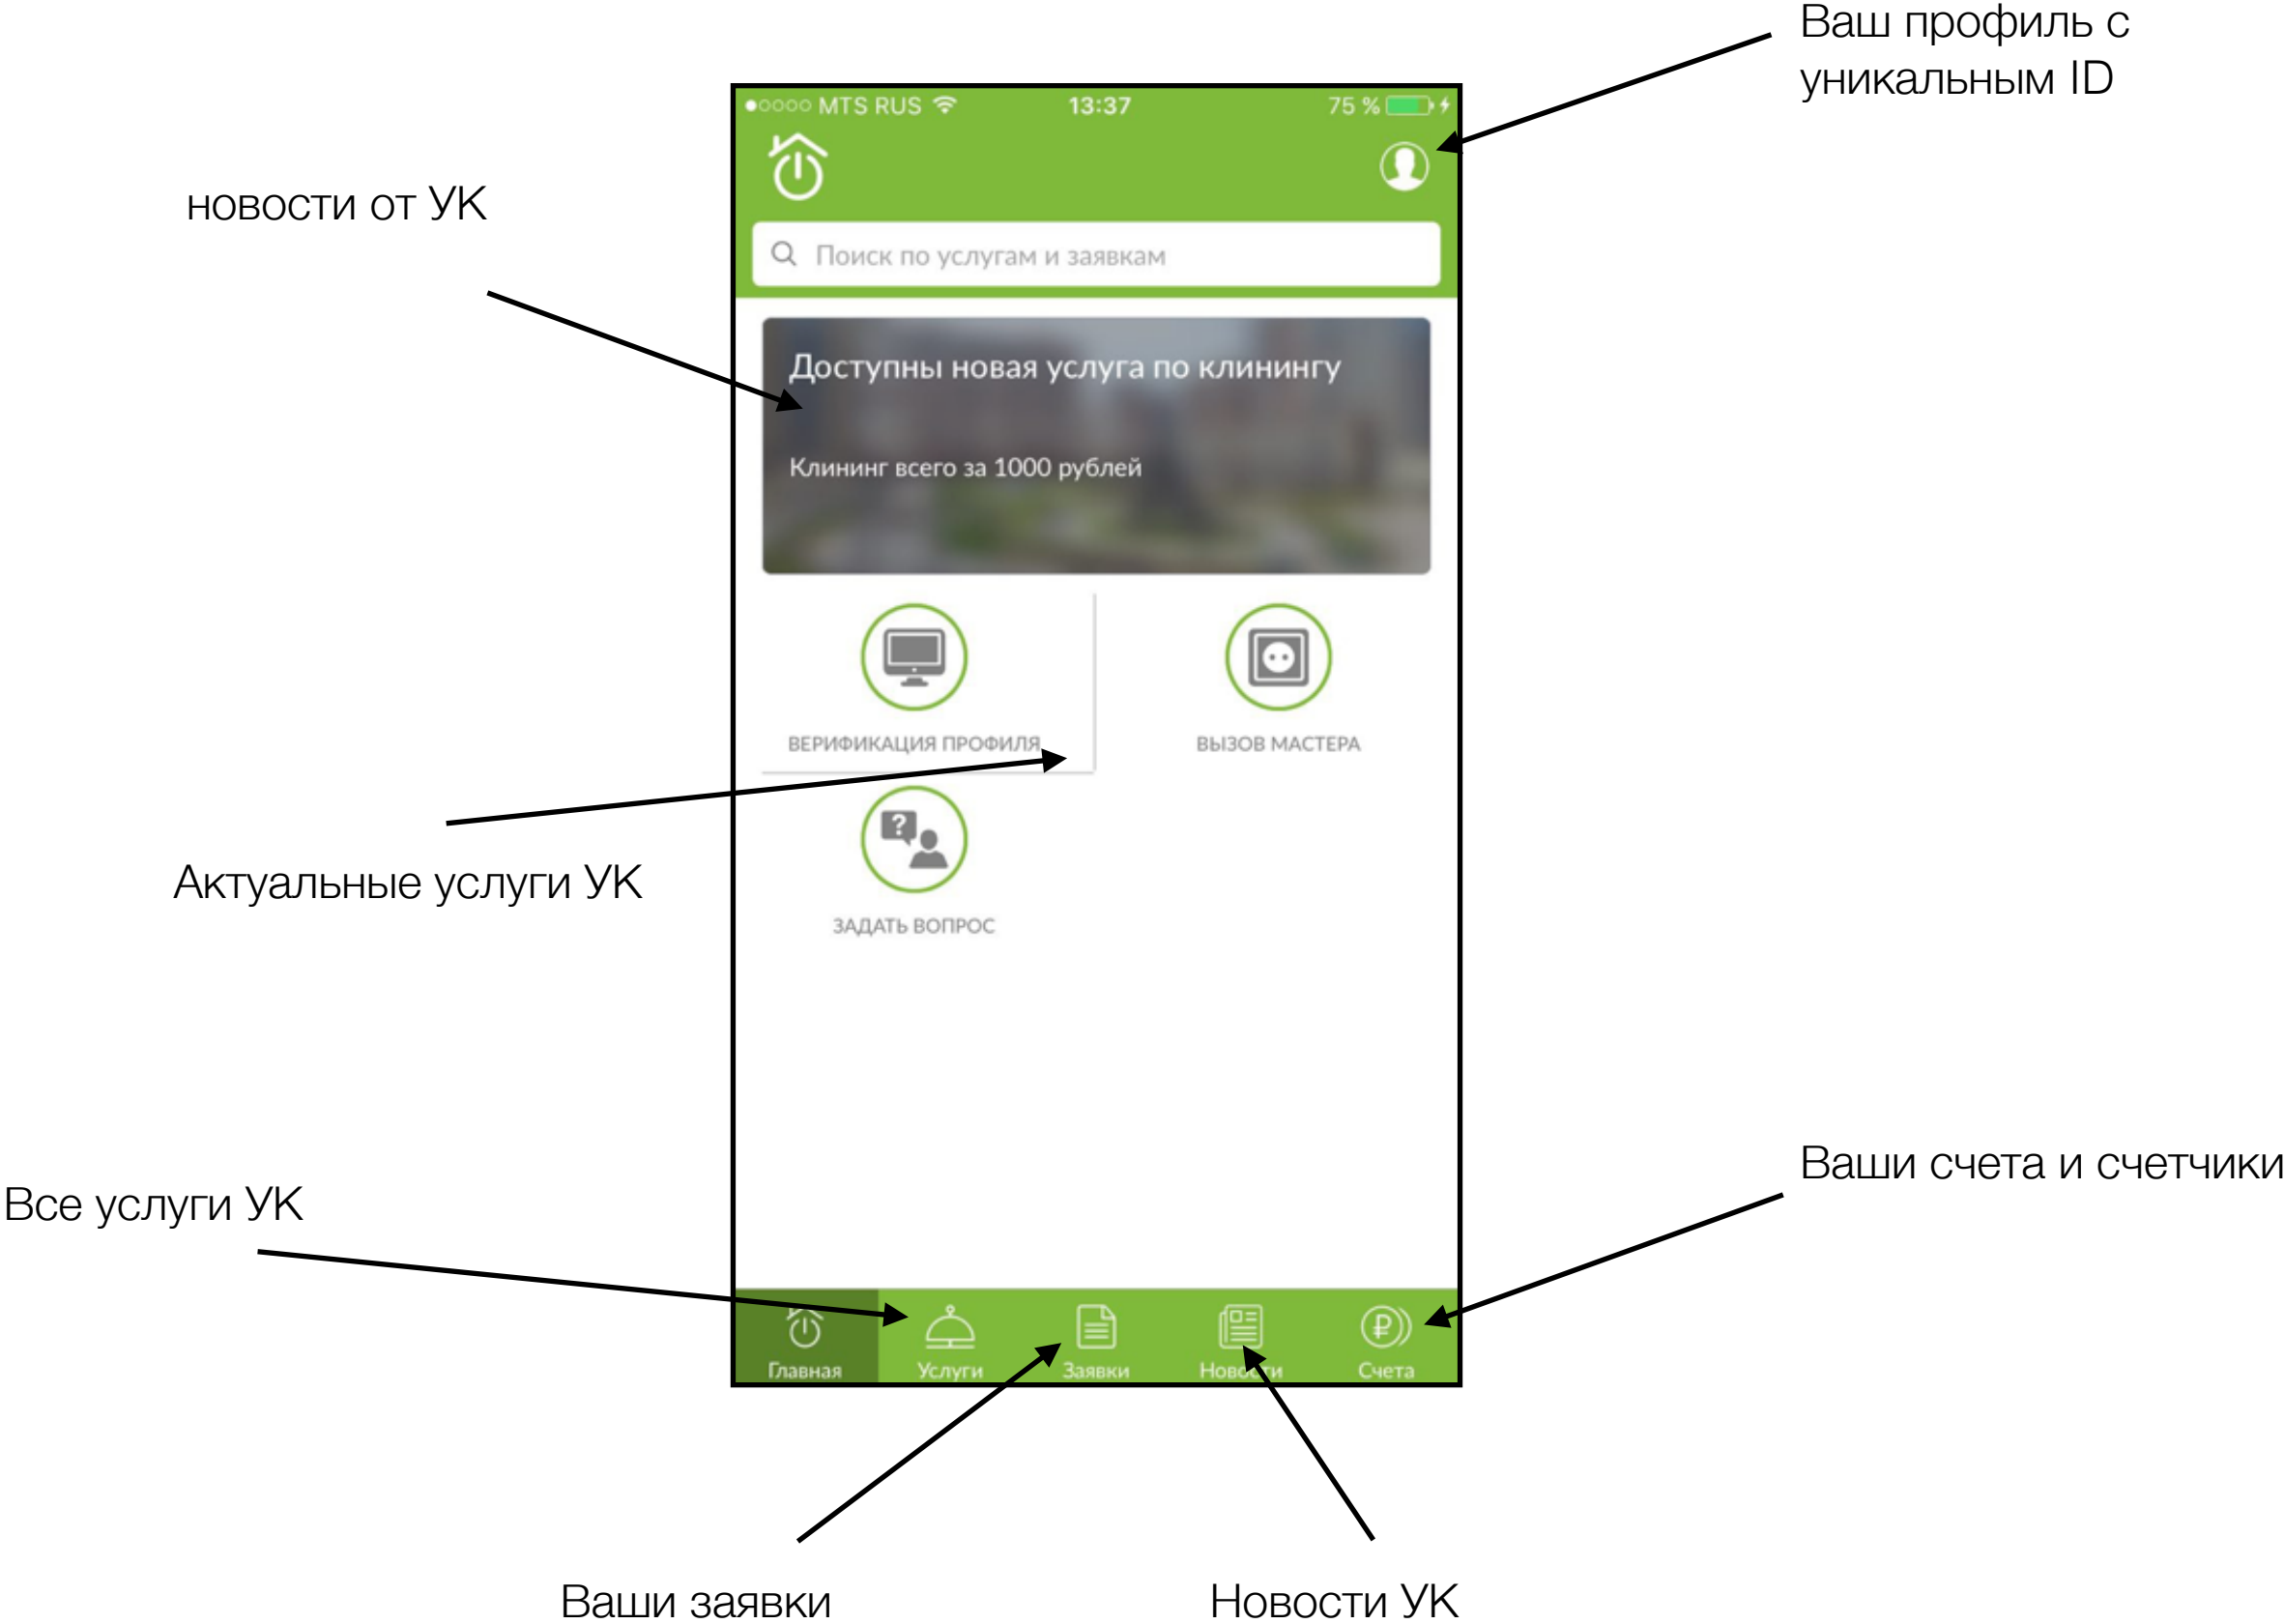 Ваш профиль с
уникальным ID
MTS RUS 13:37 75 %
новости от УК
Поиск по услугам и заявкам
Доступны новая услуга по клинингу
Клининг всего за 1000 рублей
ВЕРИФИКАЦИЯ ПРОФИЛЯ
ВЫЗОВ МАСТЕРА
Актуальные услуги УК
ЗАДАТЬ ВОПРОС
Ваши счета и счетчики
Все услуги УК
Главная Услуги Заявки Новости Счета
Ваши заявки
Новости УК